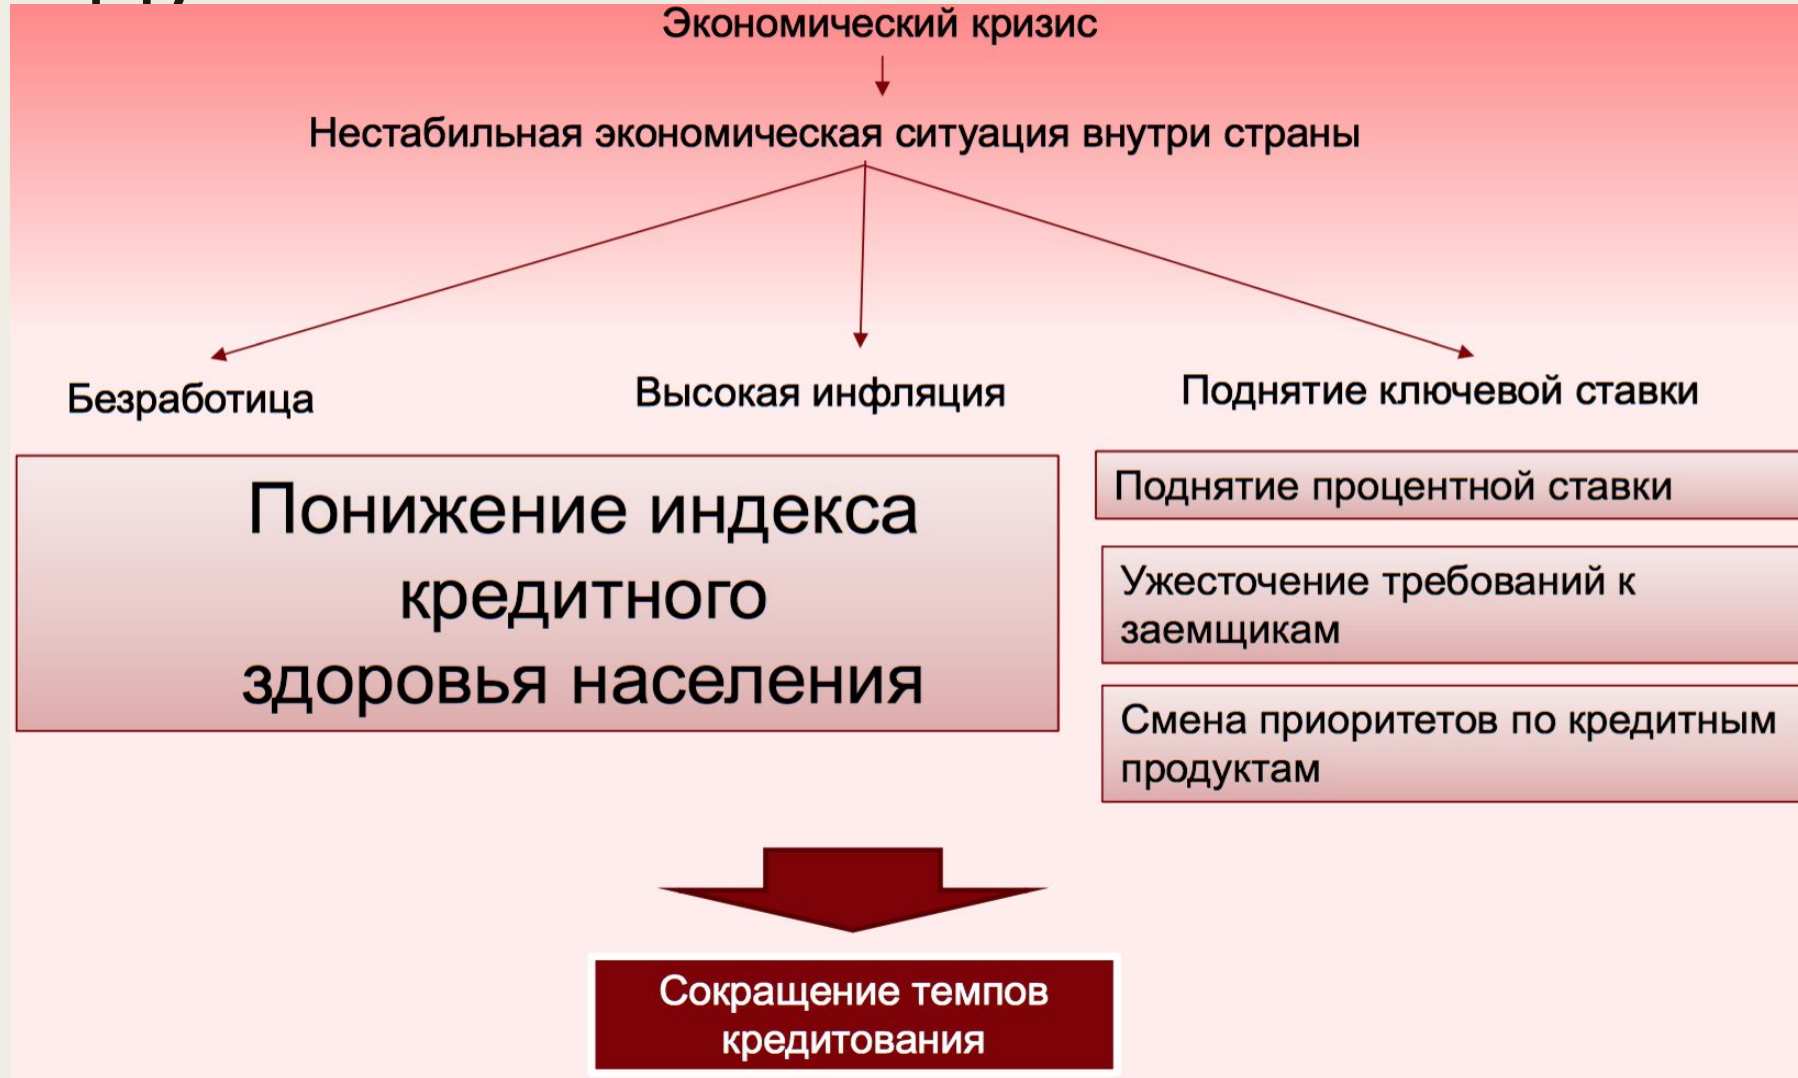 Экономический кризис
Нестабильная экономическая ситуация внутри страны
Безработица
Высокая инфляция
Поднятие ключевой ставки
Понижение индекса
кредитного
здоровья населения
Поднятие процентной ставки
Ужесточение требований к
заемщикам
Смена приоритетов по кредитным
продуктам
Сокращение темпов
кредитования